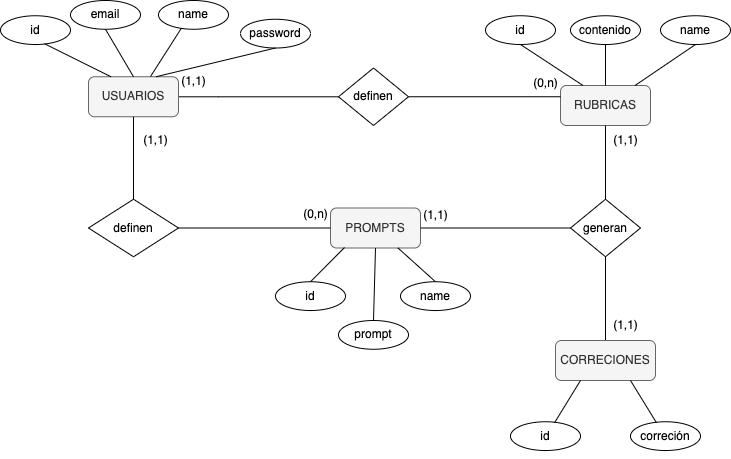 id
email
name
password
id
contenido
name
USUARIOS
(1,1)
definen
(0,n)
RUBRICAS
(1,1)
(1,1)
definen
(0,n)
PROMPTS
(1,1)
generan
id
prompt
name
(1,1)
CORRECIONES
id
correción